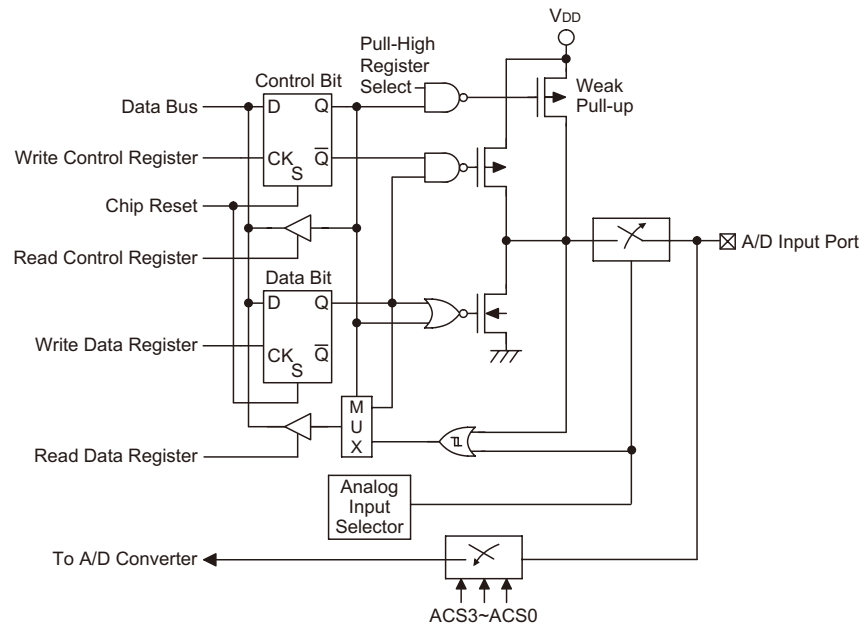 VDD
Pull-High
Register
Select
Control Bit
Weak
Pull-up
Data Bus
D
Q
Write Control Register
CK
Q̅
S
Chip Reset
Read Control Register
A/D Input Port
Data Bit
D
Q
Write Data Register
CK
Q̅
S
M
U
X
Read Data Register
Analog
Input
Selector
To A/D Converter
ACS3~ACS0